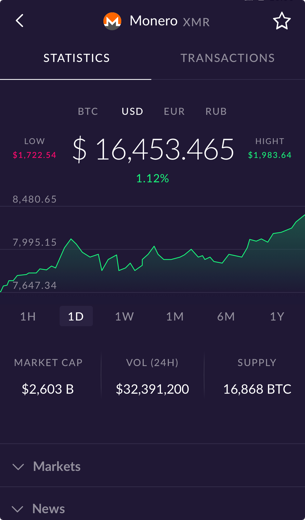 Monero XMR
STATISTICS TRANSACTIONS
BTC USD EUR RUB
LOW $ 16,453.465 HIGHT
$1,722.54 $1,983.64
1.12%
8,480.65
7,995.15
7,647.34
1H 1D 1W 1M 6M 1Y
MARKET CAP VOL (24H) SUPPLY
$2,603 B $32,391,200 16,868 BTC
Markets
News